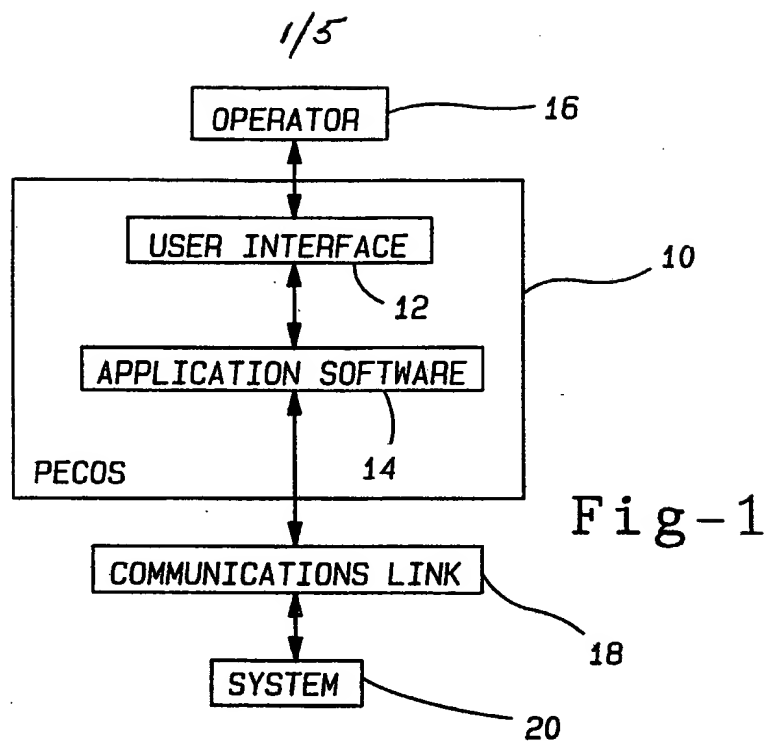 1/5
OPERATOR
16
USER INTERFACE
10
12
APPLICATION SOFTWARE
14
PECOS
Fig-1
COMMUNICATIONS LINK
18
SYSTEM
20